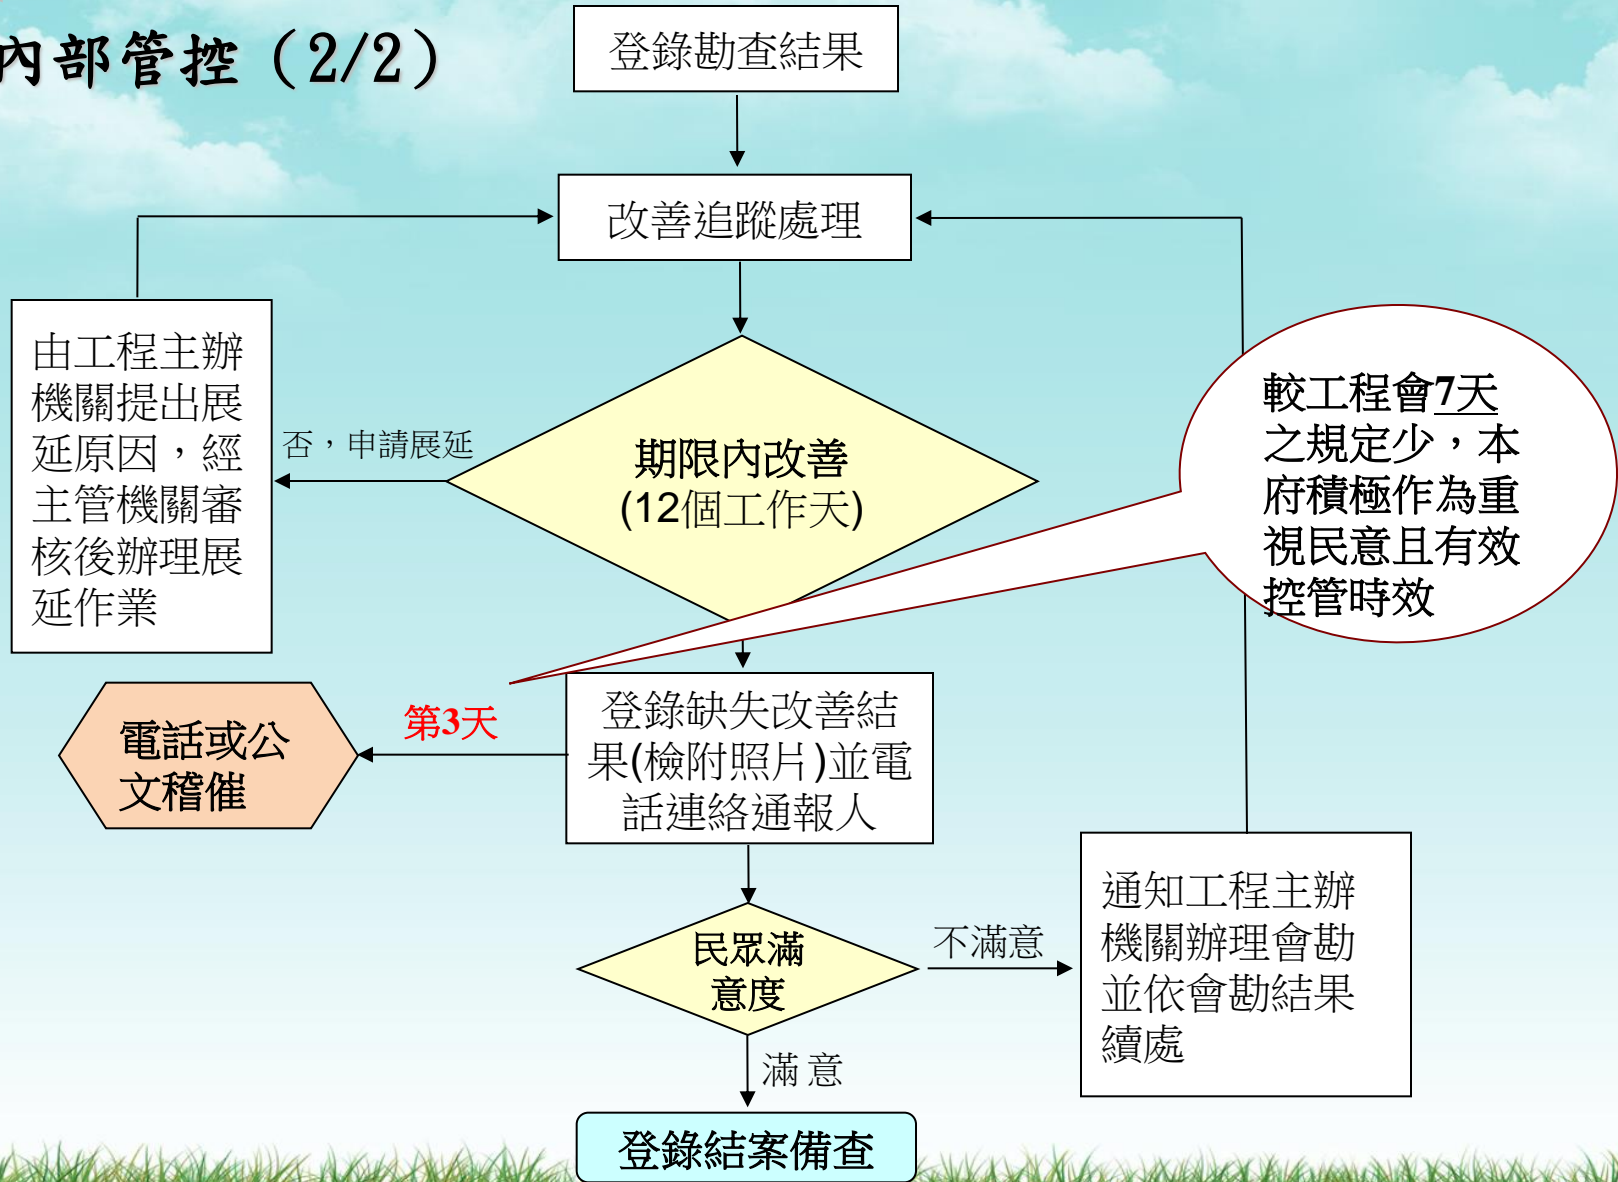 內部管控（2/2）
登錄勘查結果
改善追蹤處理
由工程主辦
機關提出展
延原因，經
主管機關審
核後辦理展
延作業
否，申請展延
期限內改善
(12個工作天)
較工程會7天
之規定少，本
府積極作為重
視民意且有效
控管時效
電話或公
文稽催
第3天
登錄缺失改善結
果(檢附照片)並電
話連絡通報人
民眾滿
意度
不滿意
通知工程主辦
機關辦理會勘
並依會勘結果
續處
滿意
登錄結案備查